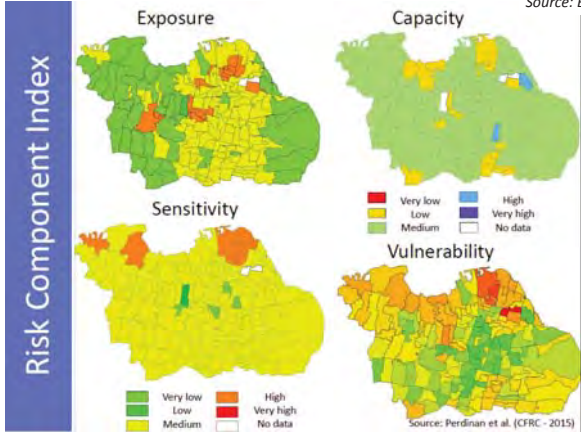 Source: E
Risk Component Index
Exposure
Capacity
Very low
Low
Medium
High
Very high
No data
Sensitivity
Vulnerability
Very low
Low
Medium
High
Very high
No data
Source: Perdinan et al. (CFRC - 2015)